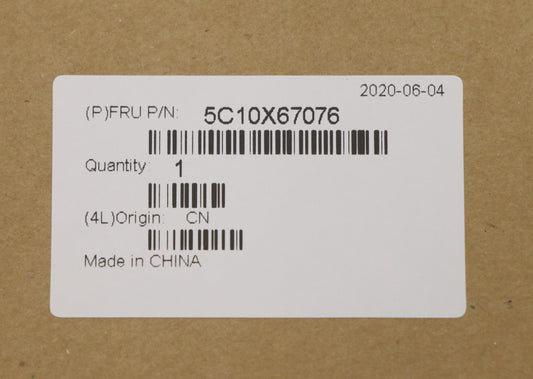 2020-06-04
(P)FRU P/N: 5C10X67076
Quantity: 1
(4L)Origin: CN
Made in CHINA